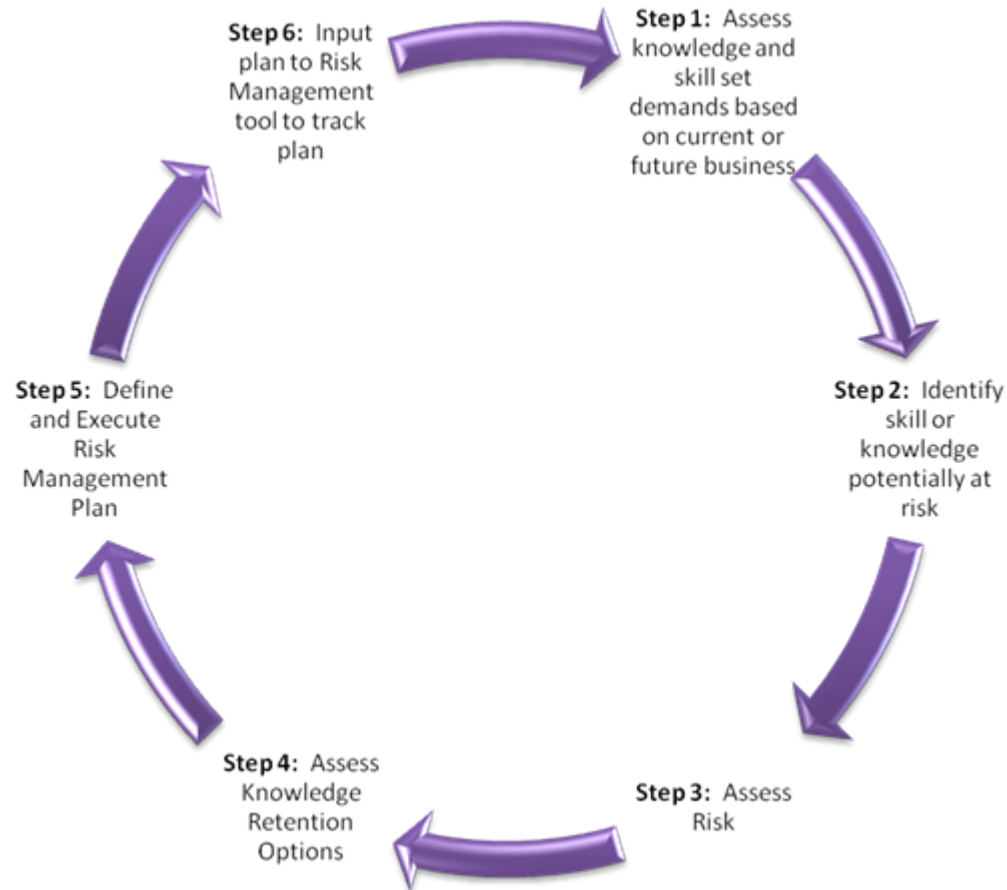 Step 1: Assess
knowledge and
skill set
demands based
on current or
future business
Step 2: Identify
skill or
knowledge
potentially at
risk
Step 3: Assess
Risk
Step 4: Assess
Knowledge
Retention
Options
Step 5: Define
and Execute
Risk
Management
Plan
Step 6: Input
plan to Risk
Management
tool to track
plan